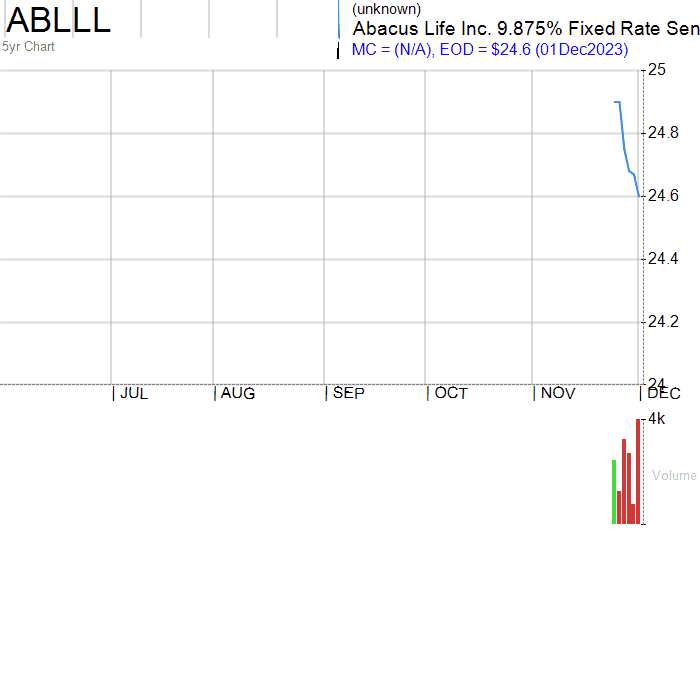 ABLLL
5yr Chart
(unknown)
Abacus Life Inc. 9.875% Fixed Rate Sen
MC = (N/A), EOD = $24.6 (01Dec2023)
25
24.8
24.6
24.4
24.2
24
JUL AUG SEP OCT NOV DEC
4k
Volume